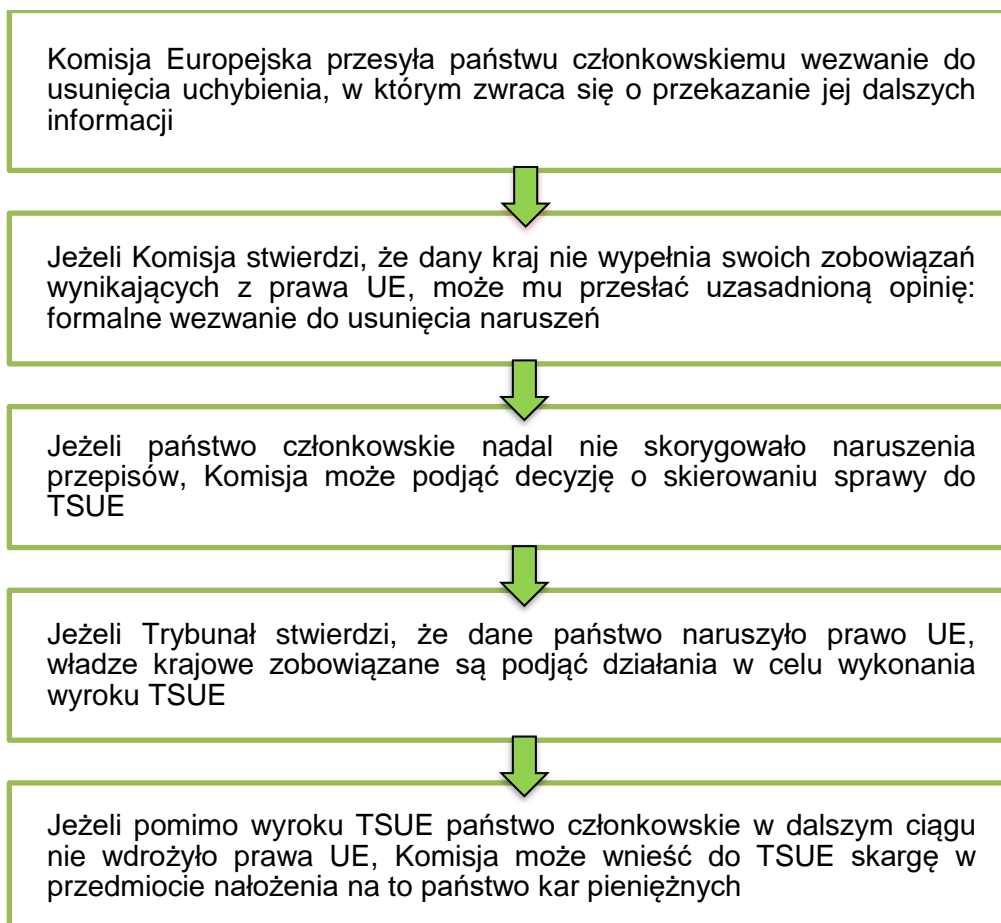 Komisja Europejska przesyła państwu członkowskiemu wezwanie do
usunięcia uchybienia, w którym zwraca się o przekazanie jej dalszych
informacji
Jeżeli Komisja stwierdzi, że dany kraj nie wypełnia swoich zobowiązań
wynikających z prawa UE, może mu przesłać uzasadnioną opinię:
formalne wezwanie do usunięcia naruszeń
Jeżeli państwo członkowskie nadal nie skorygowało naruszenia
przepisów, Komisja może podjąć decyzję o skierowaniu sprawy do
TSUE
Jeżeli Trybunał stwierdzi, że dane państwo naruszyło prawo UE,
władze krajowe zobowiązane są podjąć działania w celu wykonania
wyroku TSUE
Jeżeli pomimo wyroku TSUE państwo członkowskie w dalszym ciągu
nie wdrożyło prawa UE, Komisja może wnieść do TSUE skargę w
przedmiocie nałożenia na to państwo kar pieniężnych